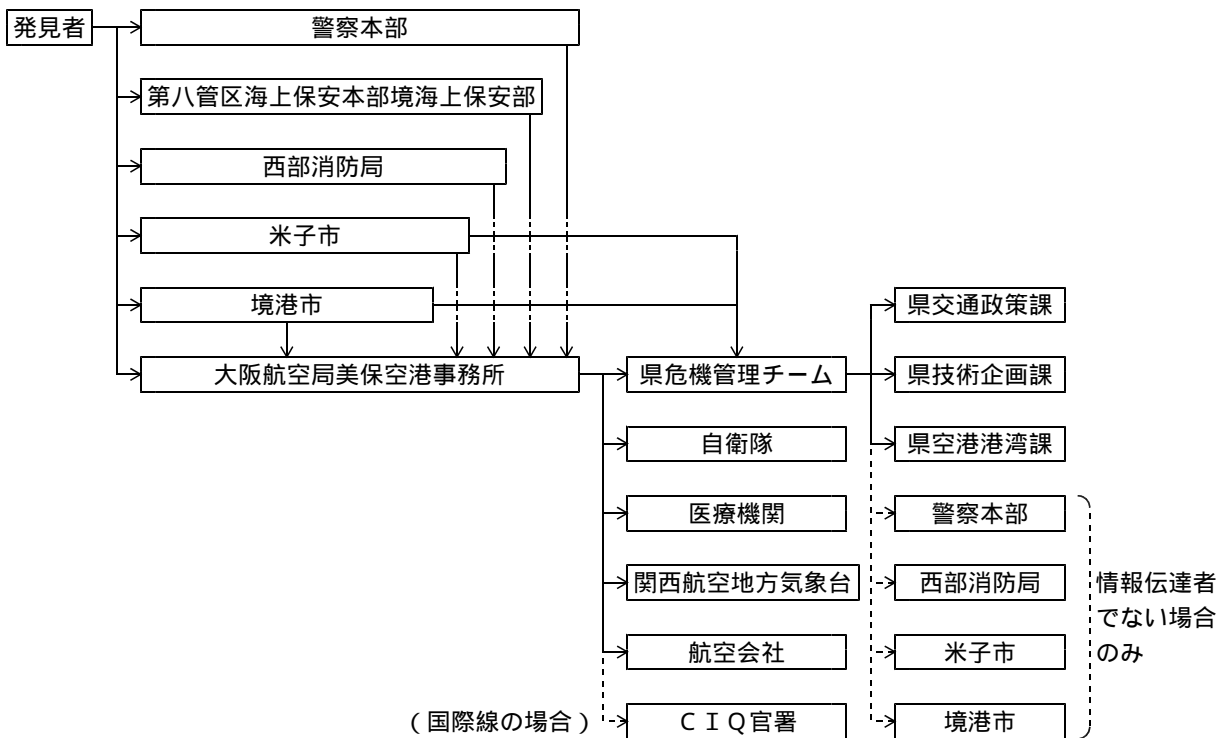 発見者
警察本部
第八管区海上保安本部境海上保安部
西部消防局
米子市
境港市
大阪航空局美保空港事務所
県危機管理チーム
自衛隊
医療機関
関西航空地方気象台
航空会社
(国際線の場合)
ＣＩＱ官署
県交通政策課
県技術企画課
県空港港湾課
警察本部
西部消防局
米子市
境港市
情報伝達者
でない場合
のみ